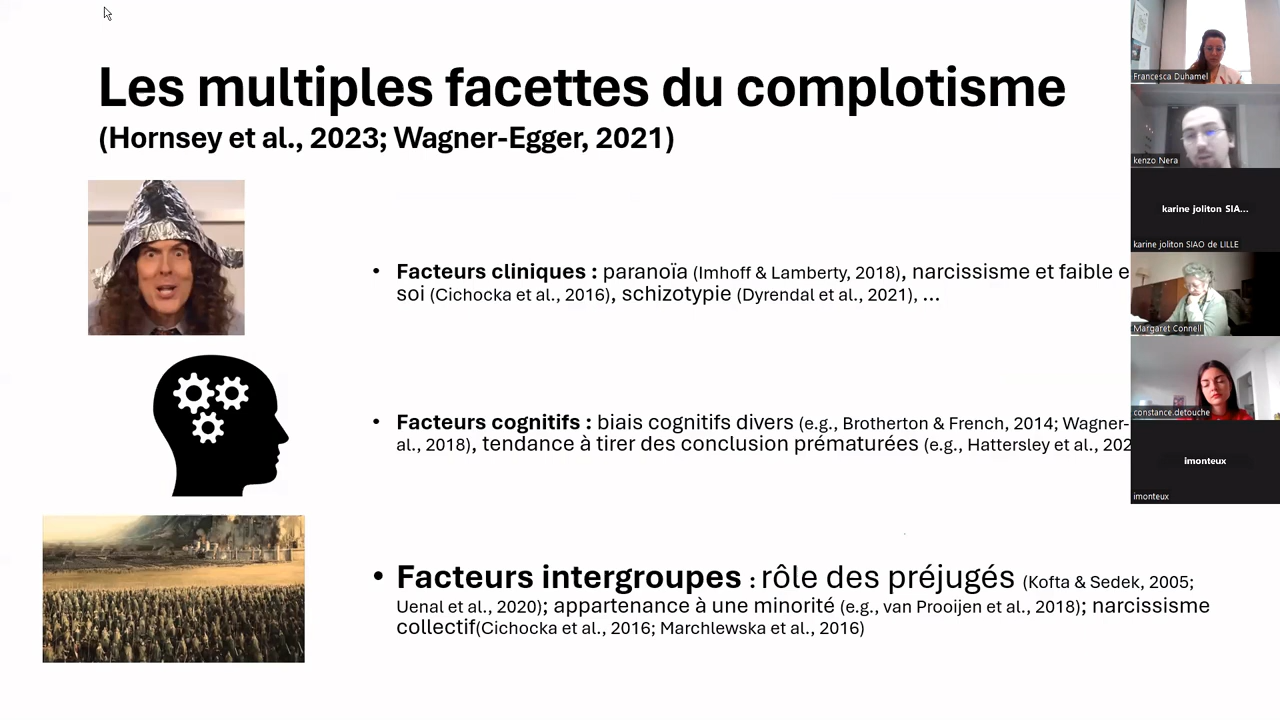 Les multiples facettes du complotisme
(Hornsey et al., 2023; Wagner-Egger, 2021)
• Facteurs cliniques : paranoïa (Imhoff & Lamberty, 2018), narcissisme et faible e
soi (Cichocka et al., 2016), schizotypie (Dyrendal et al., 2021), ...
• Facteurs cognitifs : biais cognitifs divers (e.g., Brotherton & French, 2014; Wagner-
al., 2018), tendance à tirer des conclusion prématurées (e.g., Hattersley et al., 202
• Facteurs intergroupes : rôle des préjugés (Kofta & Sedek, 2005;
Uenal et al., 2020); appartenance à une minorité (e.g., van Prooijen et al., 2018); narcissisme
collectif(Cichocka et al., 2016; Marchlewska et al., 2016)
Francesca Duhamel
kenzo Nera
karine joliton SIA...
karine joliton SIAO de LILLE
Margaret Connell
constance.detouche
imonteux
imonteux